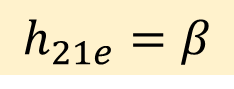 h₂₁ₑ = β